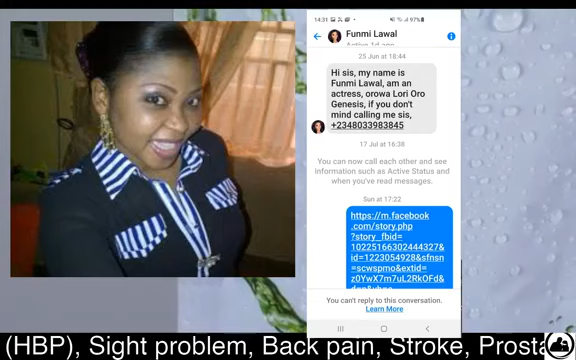 14:31
97%
Funmi Lawal
Active 1d ago
25 Jun at 18:44
Hi sis, my name is
Funmi Lawal, am an
actress, orowa Lori Oro
Genesis, if you don't
mind calling me sis,
+2348033983845
17 Jul at 16:38
You can now call each other and see
information such as Active Status and
when you've read messages.
Sun at 17:22
https://m.facebook
.com/story.php
?story_fbid=
10225166302444327&
id=1223054928&sfnsn
=scwspmo&extid=
z0YwX7m7uL2RkOFd&
You can't reply to this conversation.
Learn More
(HBP), Sight problem, Back pain, Stroke, Prosta